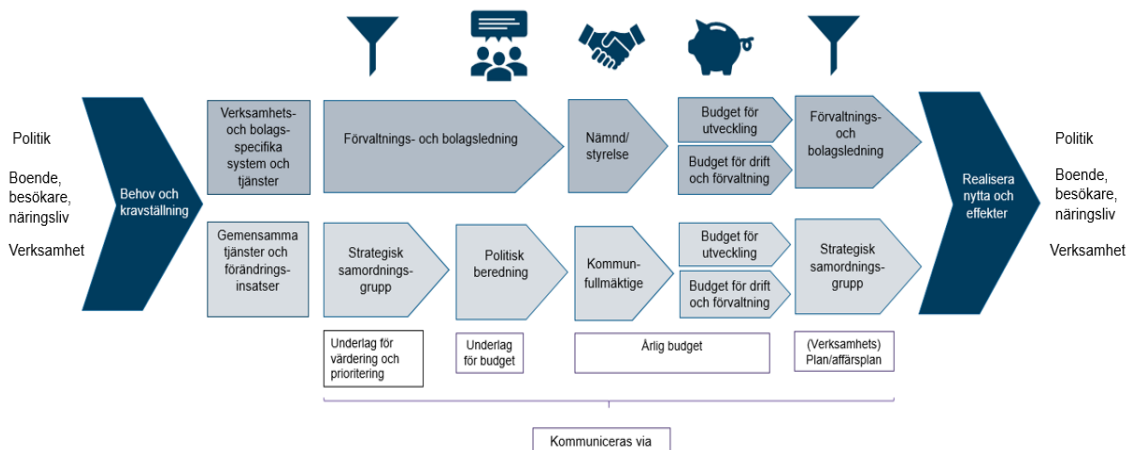 Politik
Boende,
besökare,
näringsliv
Verksamhet
Behov och
kravställning
Verksamhets-
och bolags-
specifika
system och
tjänster
Förvaltnings- och bolagsledning
Nämnd/
styrelse
Budget för
utveckling
Budget för drift
och förvaltning
Förvaltnings-
och
bolagsledning
Gemensamma
tjänster och
förändrings-
insatser
Strategisk
samordnings-
grupp
Politisk
beredning
Kommun-
fullmäktige
Budget för
utveckling
Budget för drift
och förvaltning
Strategisk
samordnings-
grupp
Realisera
nytta och
effekter
Politik
Boende,
besökare,
näringsliv
Verksamhet
Underlag för
värdering och
prioritering
Underlag
för budget
Årlig budget
(Verksamhets)
Plan/affärsplan
Kommuniceras via